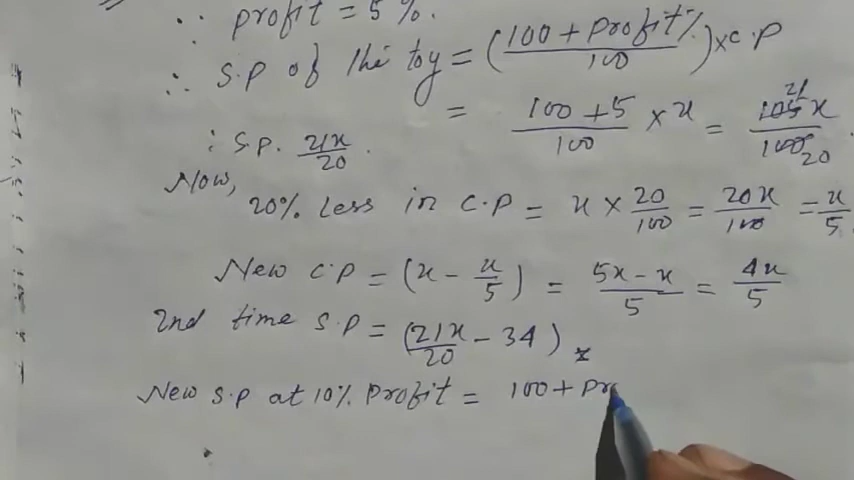 ∴ profit = 5%.
∴ S.P of the toy = (100 + Profit% / 100) × C.P
= 100 + 5 / 100 × x = 105x / 100 21 20
∴ S.P. 21x / 20.
Now,
20% Less in C.P = x × 20/100 = 20x/100 = x/5
New C.P = (x - x/5) = 5x - x / 5 = 4x/5
2nd time S.P = (21x/20 - 34)
New S.P at 10% Profit = 100 + Pr